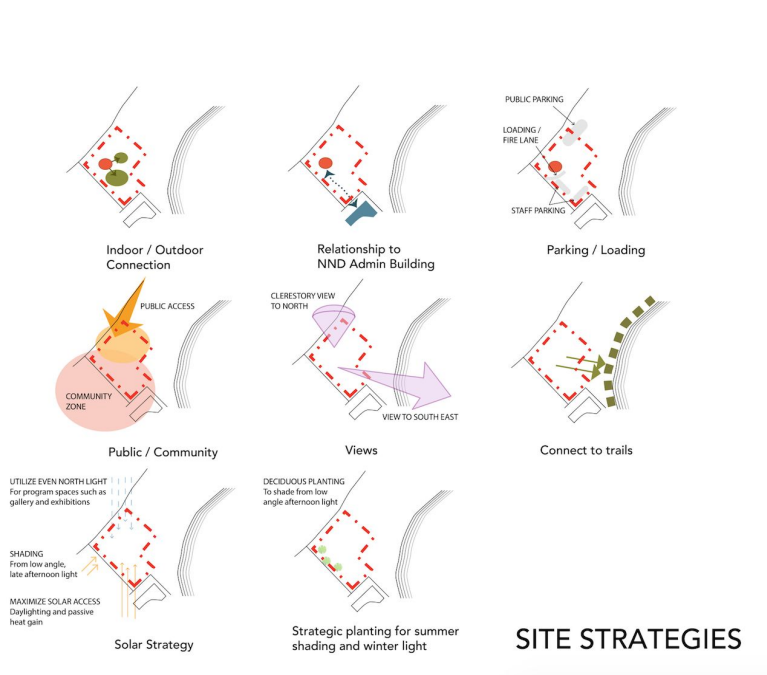 PUBLIC PARKING
LOADING /
FIRE LANE
STAFF PARKING
Indoor / Outdoor
Connection
Relationship to
NND Admin Building
Parking / Loading
PUBLIC ACCESS
COMMUNITY
ZONE
CLERESTORY VIEW
TO NORTH
VIEW TO SOUTH EAST
Public / Community
Views
Connect to trails
UTILIZE EVEN NORTH LIGHT
For program spaces such as
gallery and exhibitions
SHADING
From low angle,
late afternoon light
MAXIMIZE SOLAR ACCESS
Daylighting and passive
heat gain
Solar Strategy
DECIDUOUS PLANTING
To shade from low
angle afternoon light
Strategic planting for summer
shading and winter light
SITE STRATEGIES